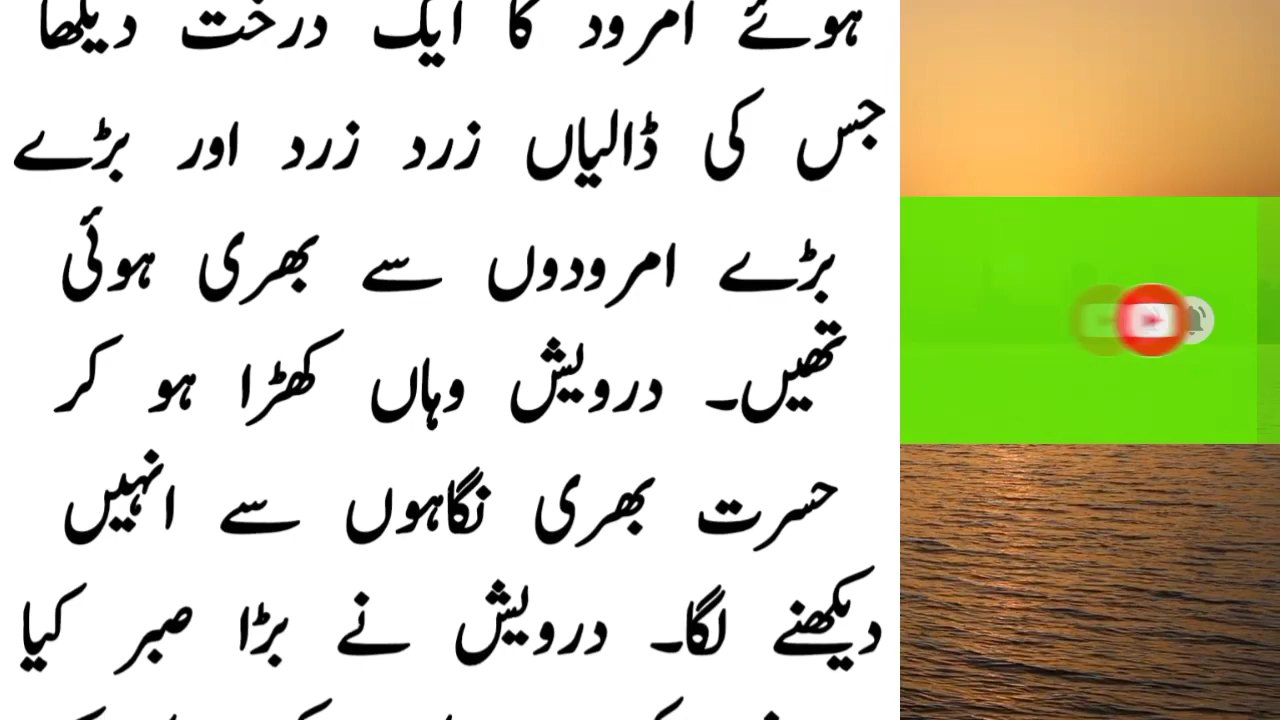 ہوئے امرود کا ایک درخت دیکھا
جس کی ڈالیاں زرد زرد اور بڑے
بڑے امرودوں سے بھری ہوئی
تھیں۔ درویش وہاں کھڑا ہو کر
حسرت بھری نگاہوں سے انہیں
دیکھنے لگا۔ درویش نے بڑا صبر کیا